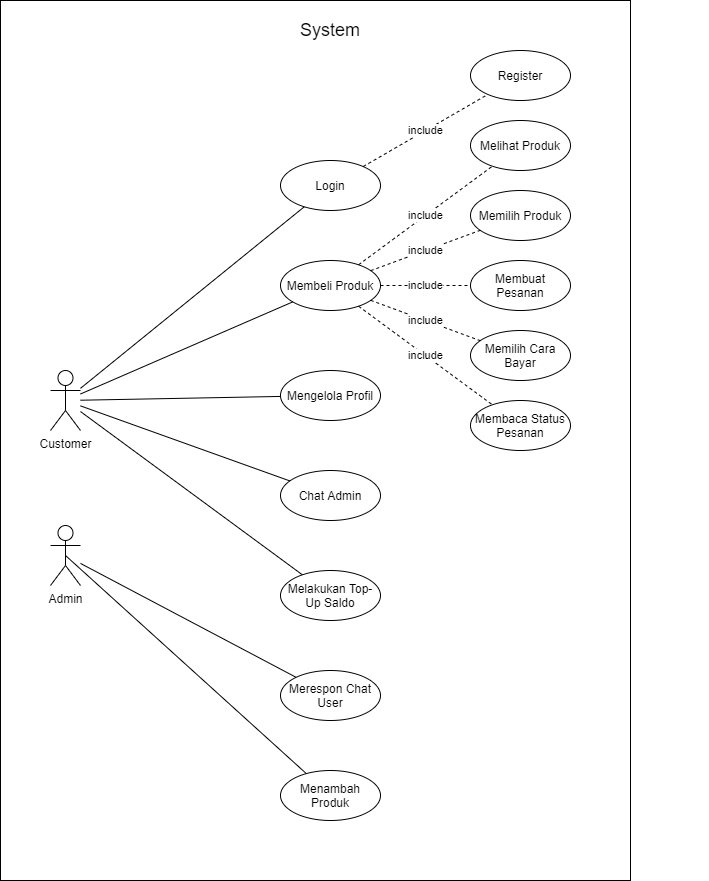 System
Register
include
Melihat Produk
Login
include
Memilih Produk
include
Membeli Produk
include
Membuat
Pesanan
include
Memilih Cara
Bayar
include
Membaca Status
Pesanan
Mengelola Profil
Customer
Chat Admin
Admin
Melakukan Top-
Up Saldo
Merespon Chat
User
Menambah
Produk